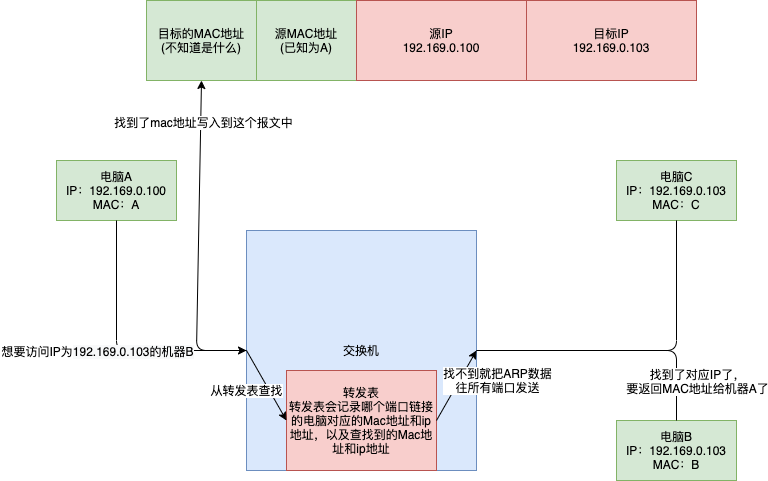 目标的MAC地址
(不知道是什么)
源MAC地址
(已知为A)
源IP
192.169.0.100
目标IP
192.169.0.103
找到了mac地址写入到这个报文中
电脑A
IP：192.169.0.100
MAC：A
电脑C
IP：192.169.0.103
MAC：C
想要访问IP为192.169.0.103的机器B
交换机
从转发表查找
转发表
转发表会记录哪个端口链接
的电脑对应的Mac地址和ip
地址，以及查找到的Mac地
址和ip地址
找不到就把ARP数据
往所有端口发送
找到了对应IP了，
要返回MAC地址给机器A了
电脑B
IP：192.169.0.103
MAC：B